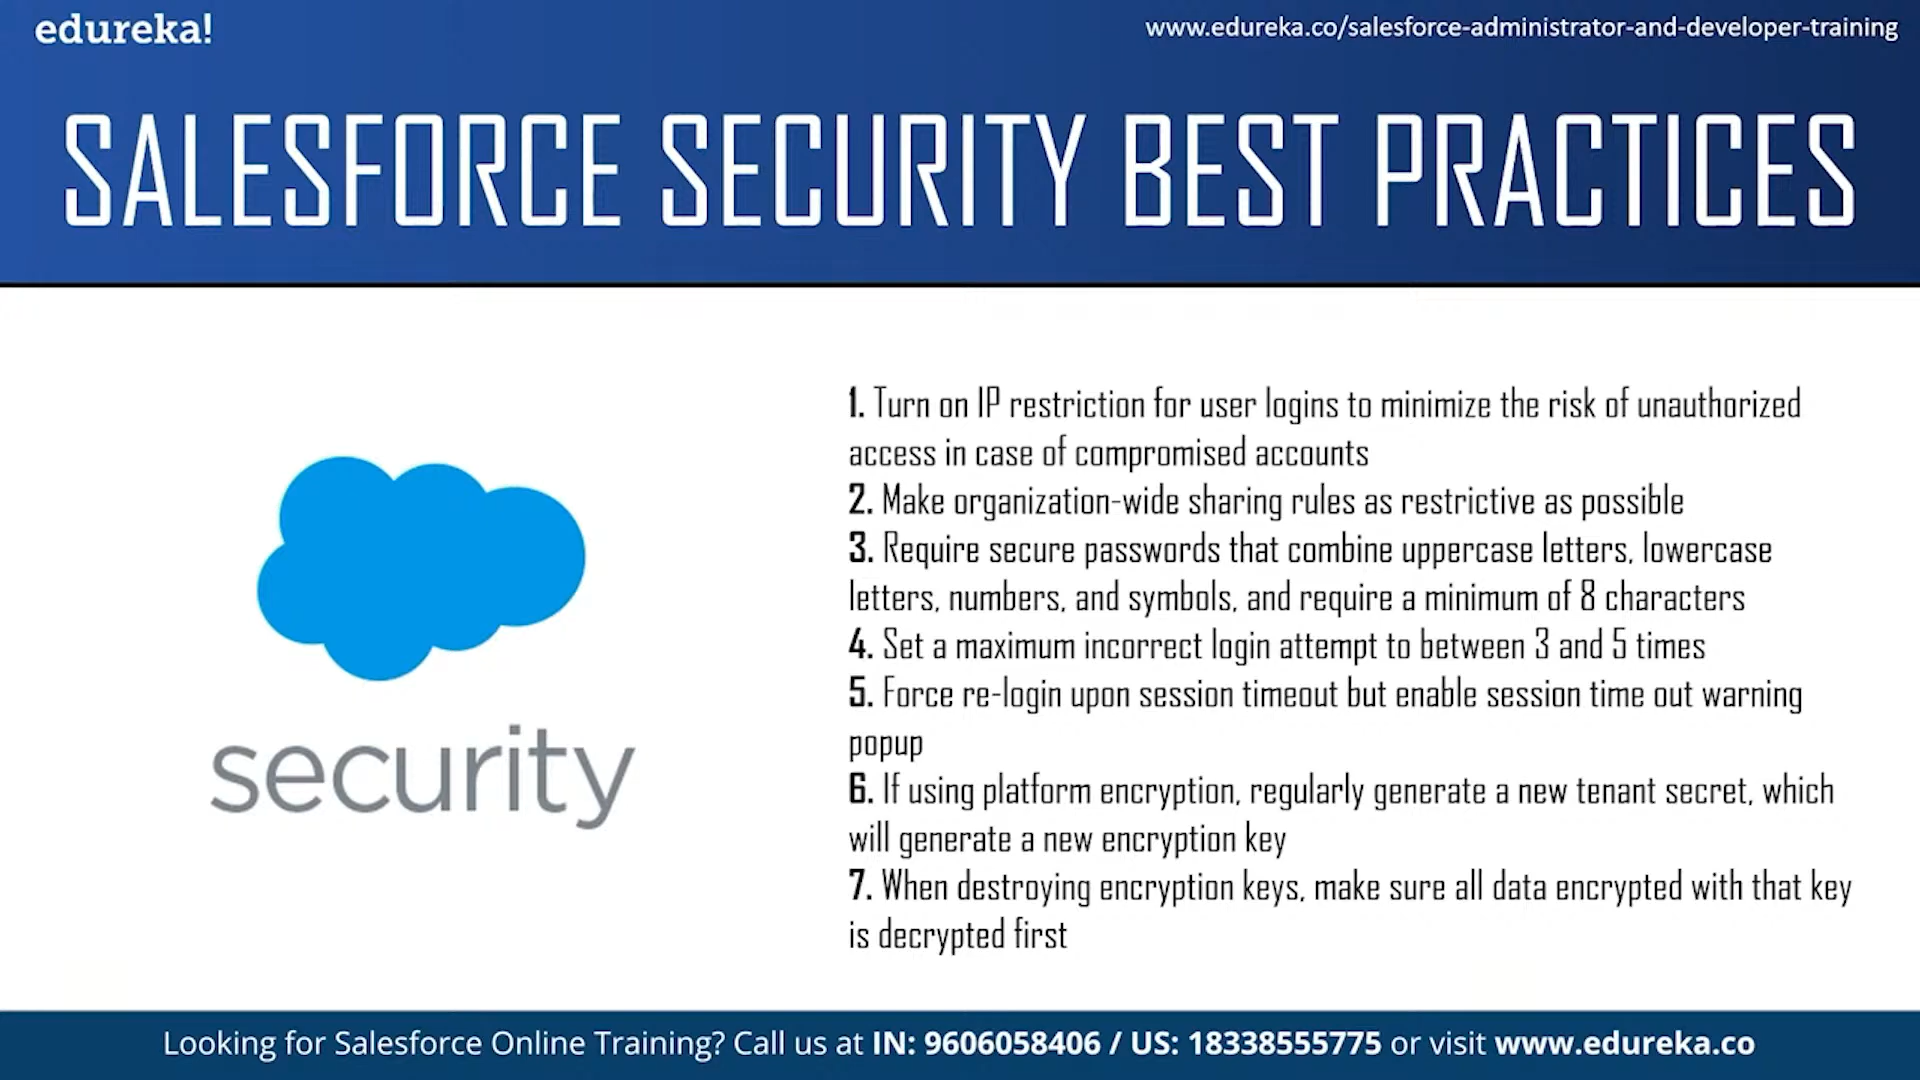 edureka!
www.edureka.co/salesforce-administrator-and-developer-training
SALESFORCE SECURITY BEST PRACTICES
1. Turn on IP restriction for user logins to minimize the risk of unauthorized
access in case of compromised accounts
2. Make organization-wide sharing rules as restrictive as possible
3. Require secure passwords that combine uppercase letters, lowercase
letters, numbers, and symbols, and require a minimum of 8 characters
4. Set a maximum incorrect login attempt to between 3 and 5 times
5. Force re-login upon session timeout but enable session time out warning
popup
6. If using platform encryption, regularly generate a new tenant secret, which
will generate a new encryption key
7. When destroying encryption keys, make sure all data encrypted with that key
is decrypted first
security
Looking for Salesforce Online Training? Call us at IN: 9606058406 / US: 18338555775 or visit www.edureka.co